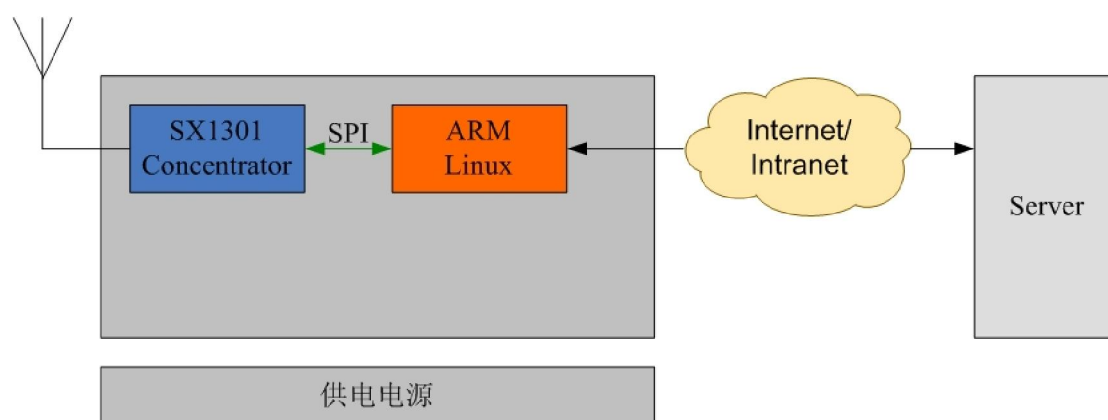 SX1301
Concentrator
SPI
ARM
Linux
Internet/
Intranet
Server
供电电源